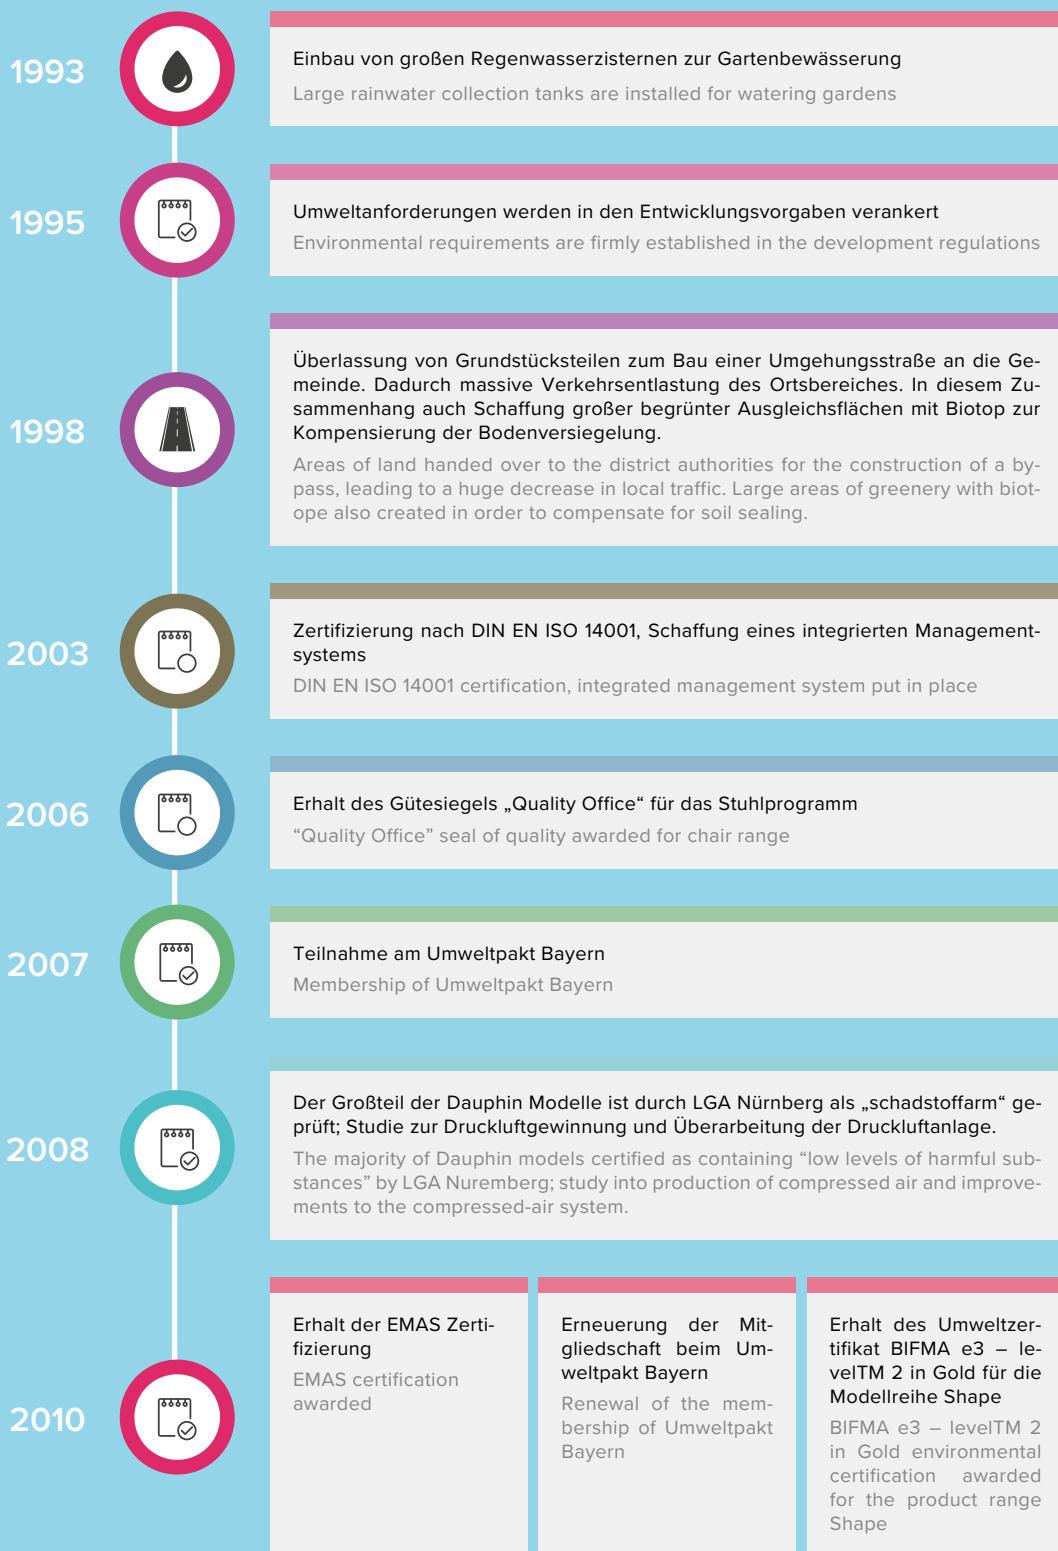 1993
Einbau von großen Regenwasserzisternen zur Gartenbewässerung
Large rainwater collection tanks are installed for watering gardens
1995
Umweltanforderungen werden in den Entwicklungsvorgaben verankert
Environmental requirements are firmly established in the development regulations
1998
Überlassung von Grundstücksteilen zum Bau einer Umgehungsstraße an die Ge-
meinde. Dadurch massive Verkehrsentlastung des Ortsbereiches. In diesem Zu-
sammenhang auch Schaffung großer begrünter Ausgleichsflächen mit Biotop zur
Kompensierung der Bodenversiegelung.
Areas of land handed over to the district authorities for the construction of a by-
pass, leading to a huge decrease in local traffic. Large areas of greenery with biot-
ope also created in order to compensate for soil sealing.
2003
Zertifizierung nach DIN EN ISO 14001, Schaffung eines integrierten Management-
systems
DIN EN ISO 14001 certification, integrated management system put in place
2006
Erhalt des Gütesiegels „Quality Office“ für das Stuhlprogramm
“Quality Office” seal of quality awarded for chair range
2007
Teilnahme am Umweltpakt Bayern
Membership of Umweltpakt Bayern
2008
Der Großteil der Dauphin Modelle ist durch LGA Nürnberg als „schadstoffarm“ ge-
prüft; Studie zur Druckluftgewinnung und Überarbeitung der Druckluftanlage.
The majority of Dauphin models certified as containing “low levels of harmful sub-
stances” by LGA Nuremberg; study into production of compressed air and improve-
ments to the compressed-air system.
2010
Erhalt der EMAS Zerti-
fizierung
EMAS certification
awarded
Erneuerung der Mit-
gliedschaft beim Um-
weltpakt Bayern
Renewal of the mem-
bership of Umweltpakt
Bayern
Erhalt des Umweltzer-
tifikat BIFMA e3 – le-
velTM 2 in Gold für die
Modellreihe Shape
BIFMA e3 – levelTM 2
in Gold environmental
certification awarded
for the product range
Shape